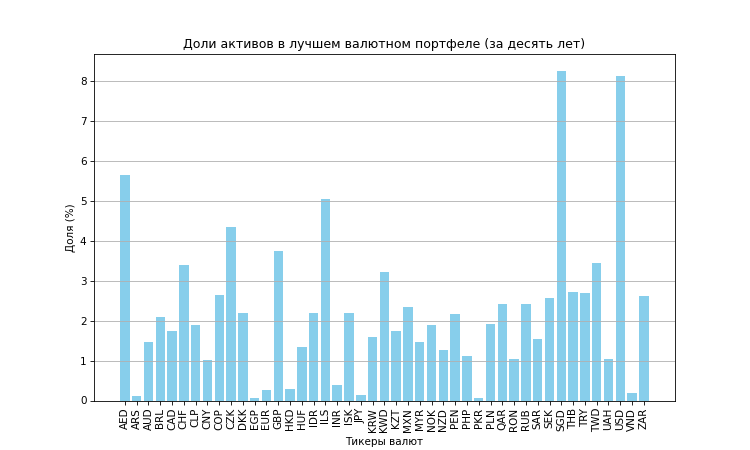 Доли активов в лучшем валютном портфеле (за десять лет)
Доля (%)
8
7
6
5
4
3
2
1
0
AED
ARS
AUD
BRL
CAD
CHF
CLP
CNY
COP
CZK
DKK
EGP
EUR
GBP
HKD
HUF
IDR
ILS
INR
ISK
JPY
KRW
KWD
KZT
MXN
MYR
NOK
NZD
PEN
PHP
PKR
PLN
QAR
RON
RUB
SAR
SEK
SGD
THB
TRY
TWD
UAH
USD
VND
ZAR
Тикеры валют